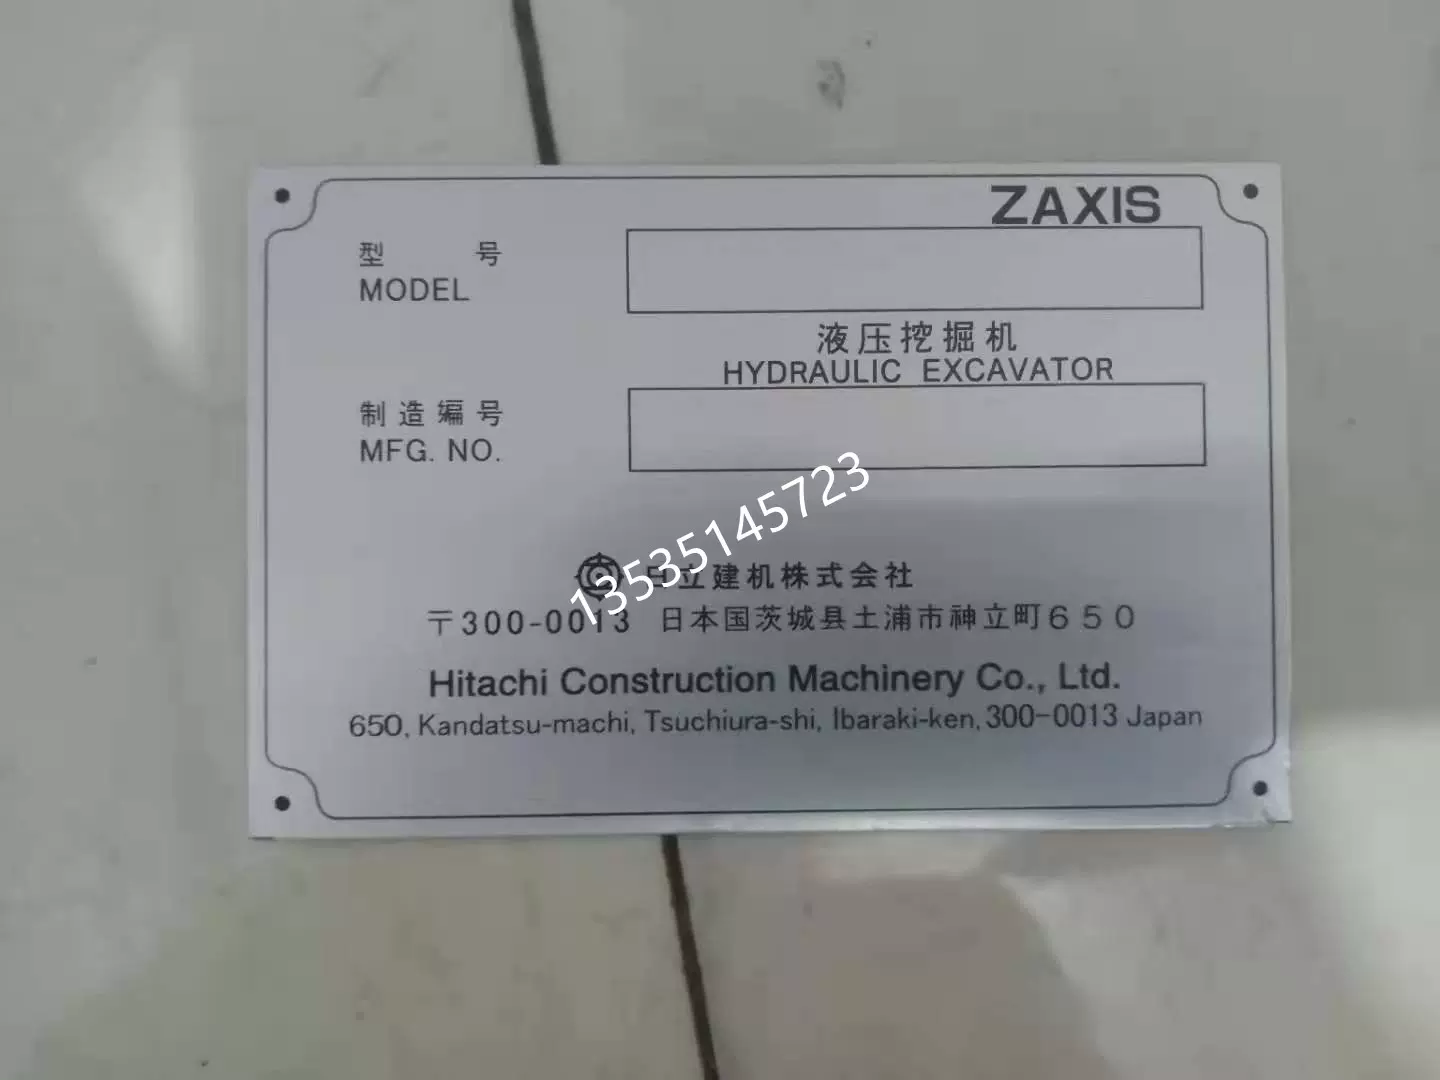 ZAXIS
型 号
MODEL
液压挖掘机
HYDRAULIC EXCAVATOR
制造编号
MFG. NO.
13535145723
日立建机株式会社
〒300-0013 日本国茨城县土浦市神立町650
Hitachi Construction Machinery Co., Ltd.
650, Kandatsu-machi, Tsuchiura-shi, Ibaraki-ken, 300-0013 Japan